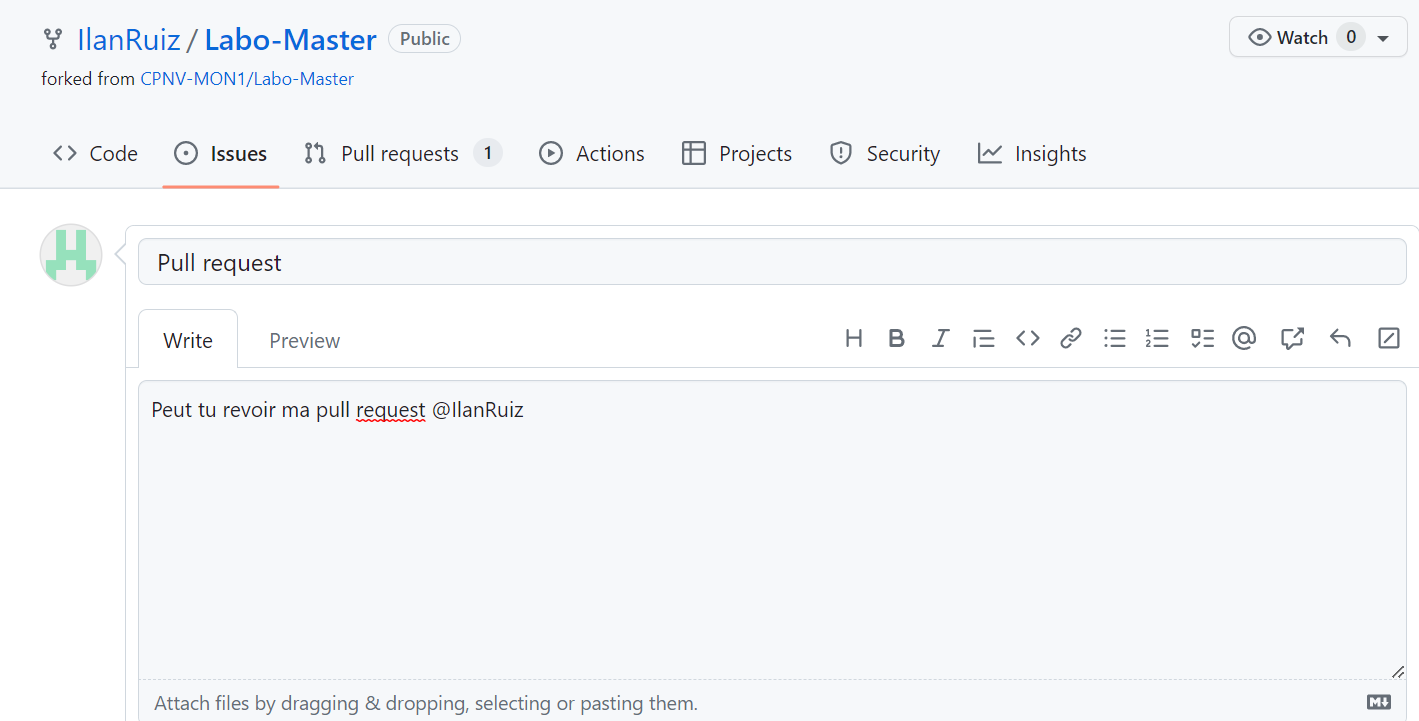 IlanRuiz / Labo-Master Public Watch 0
forked from CPNV-MON1/Labo-Master
Code Issues Pull requests 1 Actions Projects Security Insights
Pull request
Write Preview
Peut tu revoir ma pull request @IlanRuiz
Attach files by dragging & dropping, selecting or pasting them.